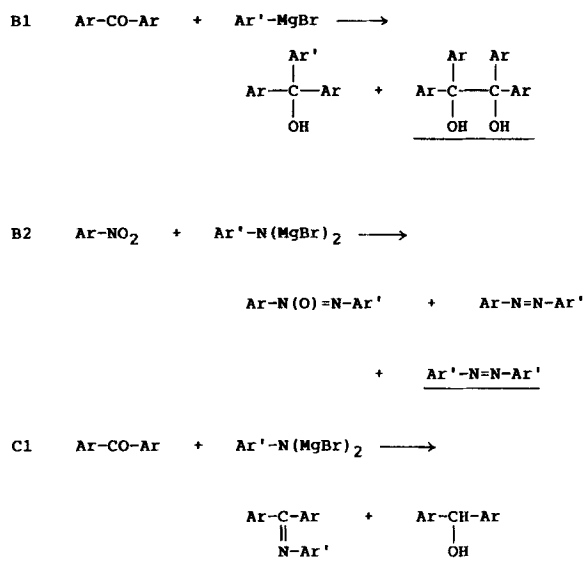 B1 Ar-CO-Ar + Ar'-MgBr ⟶
Ar' Ar Ar
Ar-C-Ar + Ar-C-C-Ar
OH OH OH
B2 Ar-NO2 + Ar'-N(MgBr)2 ⟶
Ar-N(O)=N-Ar' + Ar-N=N-Ar'
+ Ar'-N=N-Ar'
C1 Ar-CO-Ar + Ar'-N(MgBr)2 ⟶
Ar-C-Ar + Ar-CH-Ar
N-Ar' OH